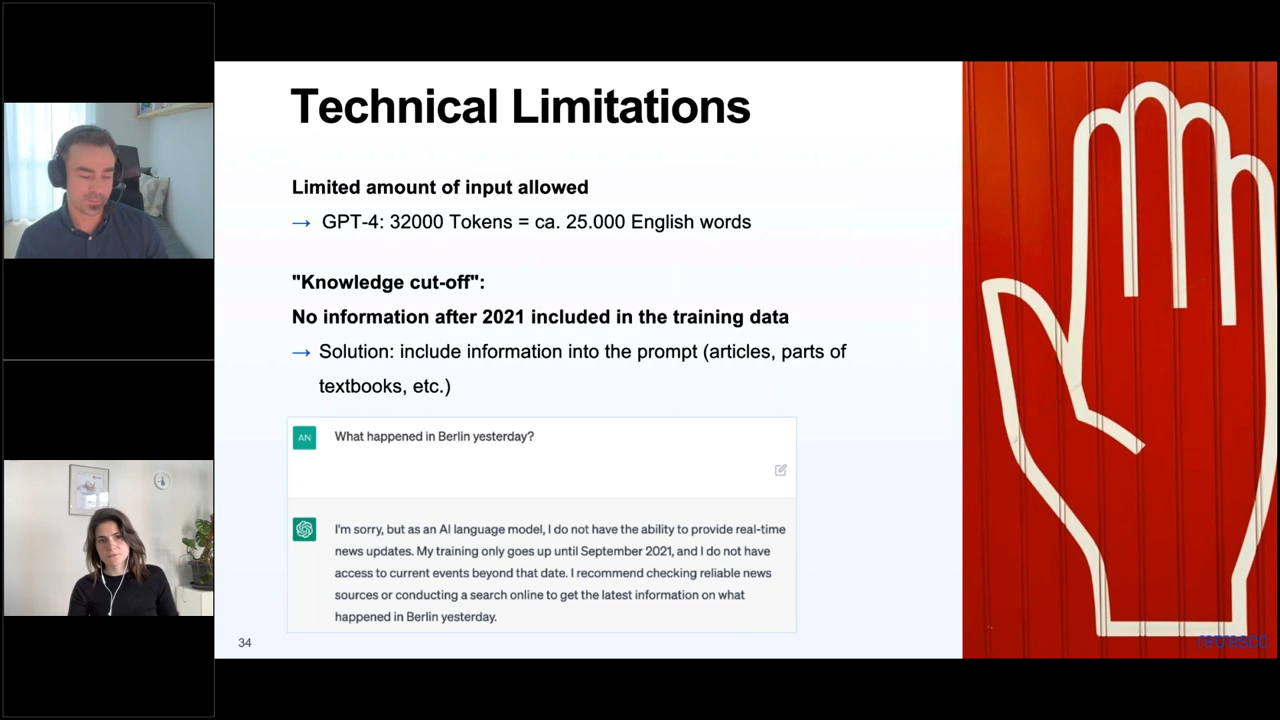 Technical Limitations
Limited amount of input allowed
→ GPT-4: 32000 Tokens = ca. 25.000 English words
"Knowledge cut-off":
No information after 2021 included in the training data
→ Solution: include information into the prompt (articles, parts of
textbooks, etc.)
AN
What happened in Berlin yesterday?
I'm sorry, but as an AI language model, I do not have the ability to provide real-time
news updates. My training only goes up until September 2021, and I do not have
access to current events beyond that date. I recommend checking reliable news
sources or conducting a search online to get the latest information on what
happened in Berlin yesterday.
34
retresco